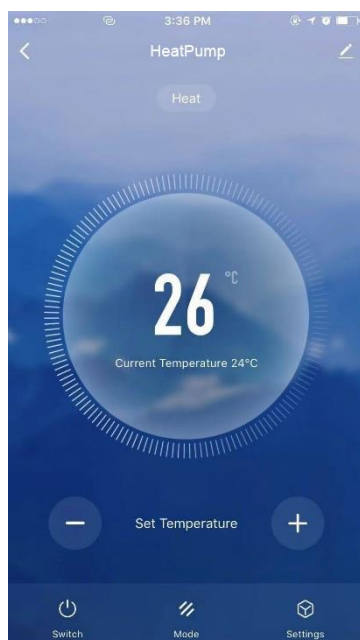 3:36 PM
HeatPump
Heat
26 °C
Current Temperature 24°C
Set Temperature
Switch Mode Settings